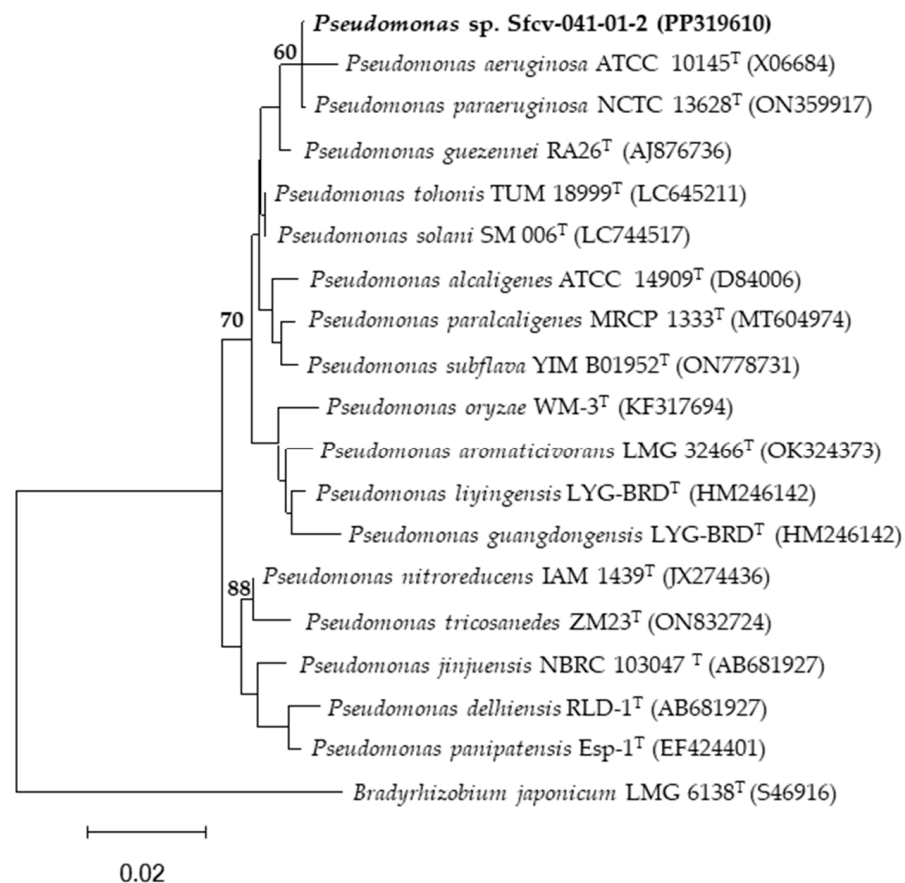 Pseudomonas sp. Sfcv-041-01-2 (PP319610)
60
Pseudomonas aeruginosa ATCC 10145ᵀ (X06684)
Pseudomonas paraeruginosa NCTC 13628ᵀ (ON359917)
Pseudomonas guezennei RA26ᵀ (AJ876736)
Pseudomonas tohonis TUM 18999ᵀ (LC645211)
Pseudomonas solani SM 006ᵀ (LC744517)
Pseudomonas alcaligenes ATCC 14909ᵀ (D84006)
70
Pseudomonas paralcaligenes MRCP 1333ᵀ (MT604974)
Pseudomonas subflava YIM B01952ᵀ (ON778731)
Pseudomonas oryzae WM-3ᵀ (KF317694)
Pseudomonas aromaticivorans LMG 32466ᵀ (OK324373)
Pseudomonas liyingensis LYG-BRDᵀ (HM246142)
Pseudomonas guangdongensis LYG-BRDᵀ (HM246142)
Pseudomonas nitroreducens IAM 1439ᵀ (JX274436)
88
Pseudomonas tricosanedes ZM23ᵀ (ON832724)
Pseudomonas jinjuensis NBRC 103047 ᵀ (AB681927)
Pseudomonas delhiensis RLD-1ᵀ (AB681927)
Pseudomonas panipatensis Esp-1ᵀ (EF424401)
Bradyrhizobium japonicum LMG 6138ᵀ (S46916)
0.02